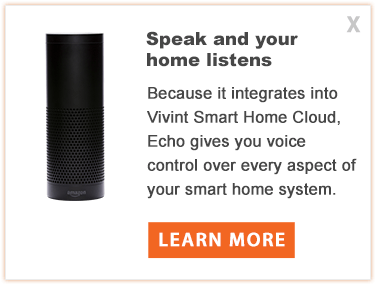 X
Speak and your
home listens
Because it integrates into
Vivint Smart Home Cloud,
Echo gives you voice
control over every aspect of
your smart home system.
amazon
LEARN MORE